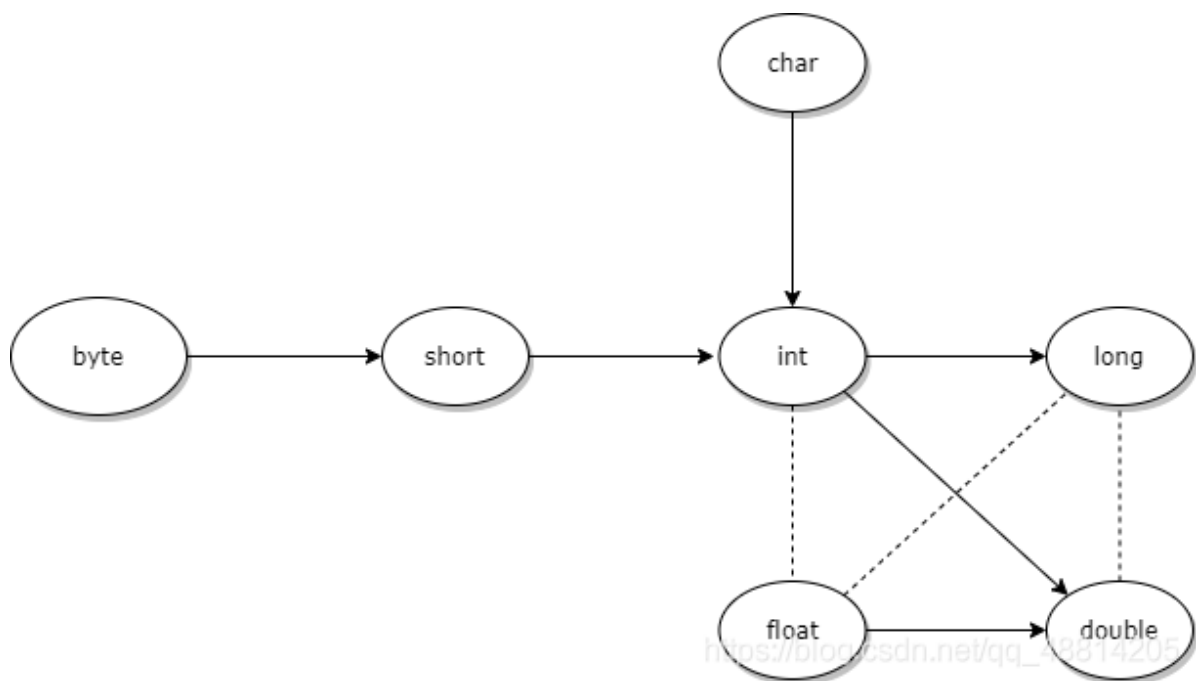 char
byte
short
int
long
float
double
https://blog.csdn.net/qq_48814205